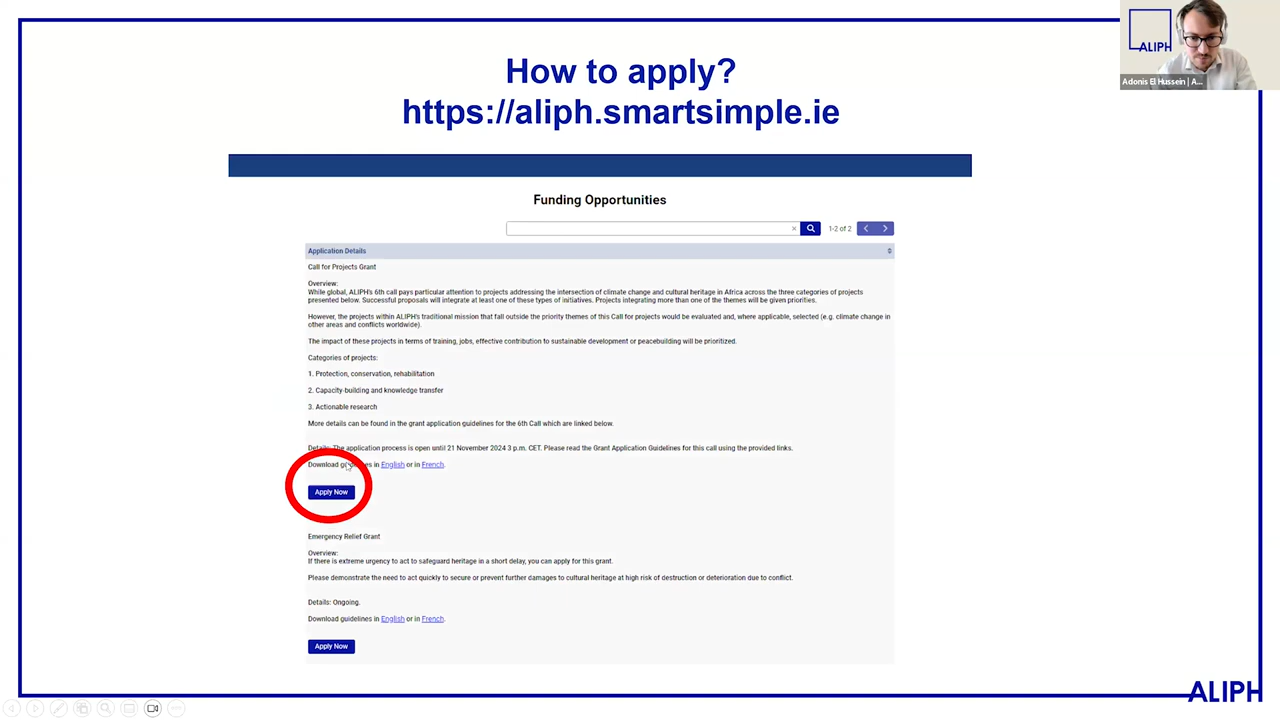 ALIPH
Adonis El Hussein | A...
How to apply?
https://aliph.smartsimple.ie
Funding Opportunities
1-2 of 2
Application Details
Call for Projects Grant
Overview:
While global, ALIPH's 6th call pays particular attention to projects addressing the intersection of climate change and cultural heritage in Africa across the three categories of projects
presented below. Successful proposals will integrate at least one of these types of initiatives. Projects integrating more than one of the themes will be given priorities.
However, the projects within ALIPH's traditional mission that fall outside the priority themes of this Call for projects would be evaluated and, where applicable, selected (e.g. climate change in
other areas and conflicts worldwide).
The impact of these projects in terms of training, jobs, effective contribution to sustainable development or peacebuilding will be prioritized.
Categories of projects:
1. Protection, conservation, rehabilitation
2. Capacity-building and knowledge transfer
3. Actionable research
More details can be found in the grant application guidelines for the 6th Call which are linked below.
Details: The application process is open until 21 November 2024 3 p.m. CET. Please read the Grant Application Guidelines for this call using the provided links.
Download guidelines in English or in French.
Apply Now
Emergency Relief Grant
Overview:
If there is extreme urgency to act to safeguard heritage in a short delay, you can apply for this grant.
Please demonstrate the need to act quickly to secure or prevent further damages to cultural heritage at high risk of destruction or deterioration due to conflict.
Details: Ongoing.
Download guidelines in English or in French.
Apply Now
ALIPH